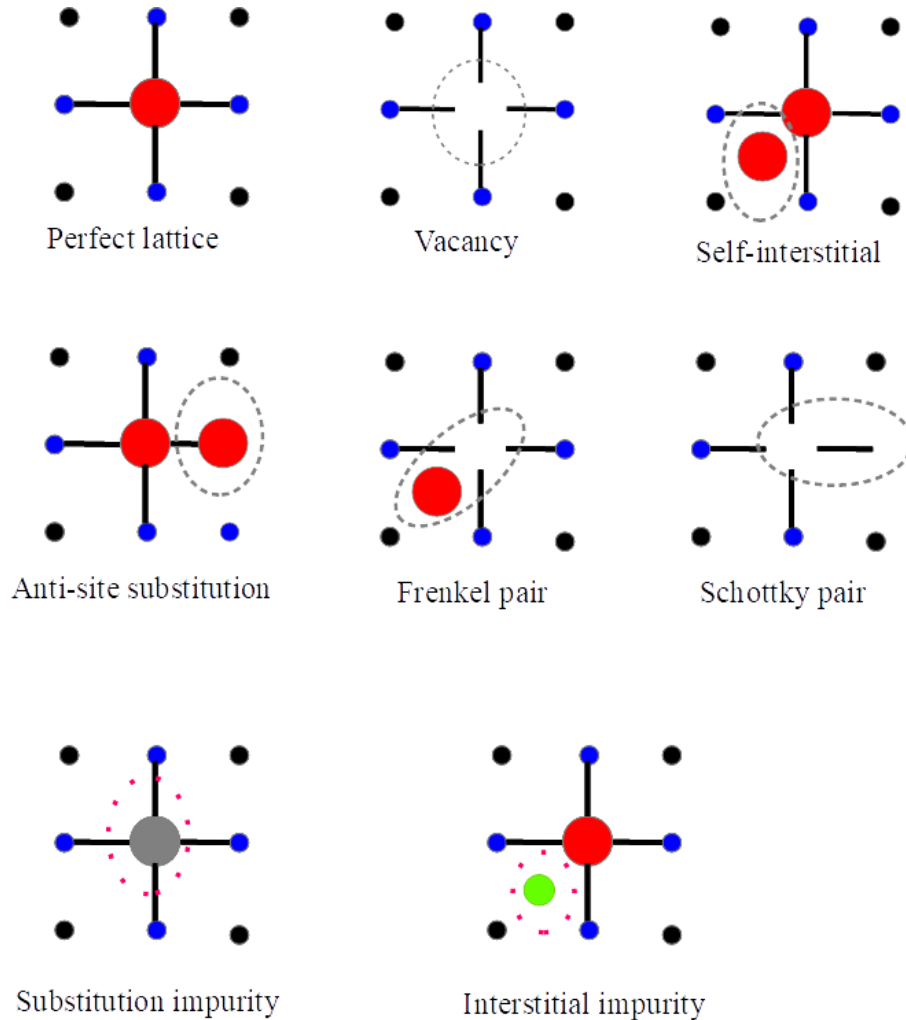 Perfect lattice
Vacancy
Self-interstitial
Anti-site substitution
Frenkel pair
Schottky pair
Substitution impurity
Interstitial impurity